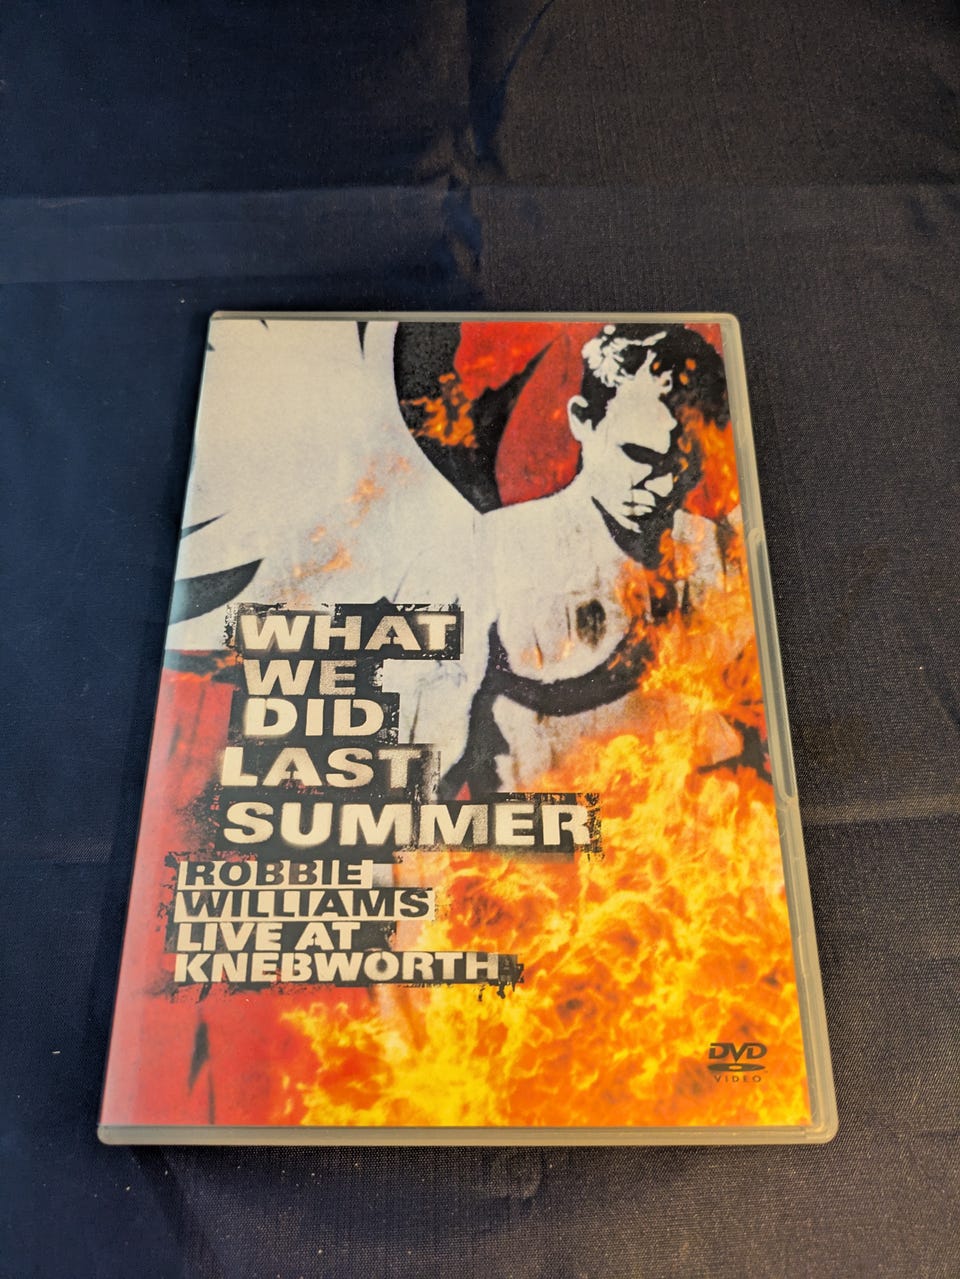 WHAT
WE
DID
LAST
SUMMER
ROBBIE
WILLIAMS
LIVE AT
KNEBWORTH
DVD
VIDEO